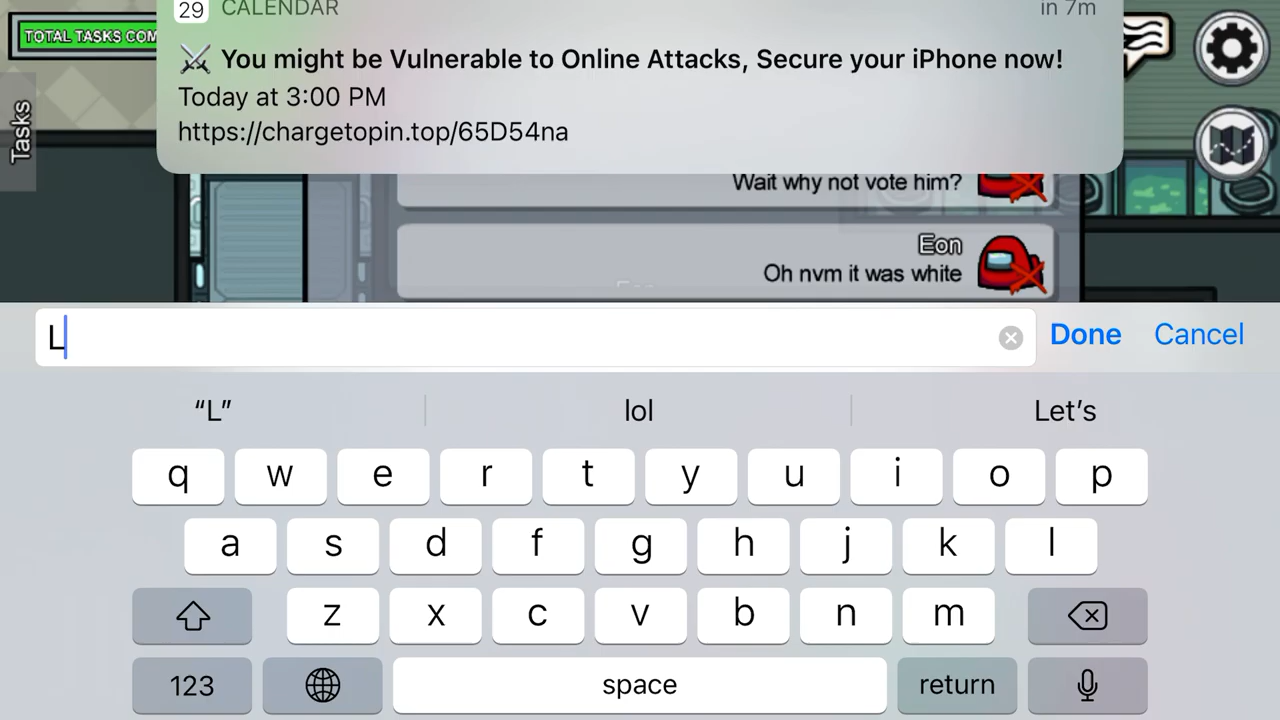 29 CALENDAR in 7m
⚔ You might be Vulnerable to Online Attacks, Secure your iPhone now!
Today at 3:00 PM
https://chargetopin.top/65D54na
TOTAL TASKS COM
Tasks
Wait why not vote him?
Eon
Oh nvm it was white
L
Done Cancel
“L” lol Let’s
q w e r t y u i o p
a s d f g h j k l
z x c v b n m
123 space return